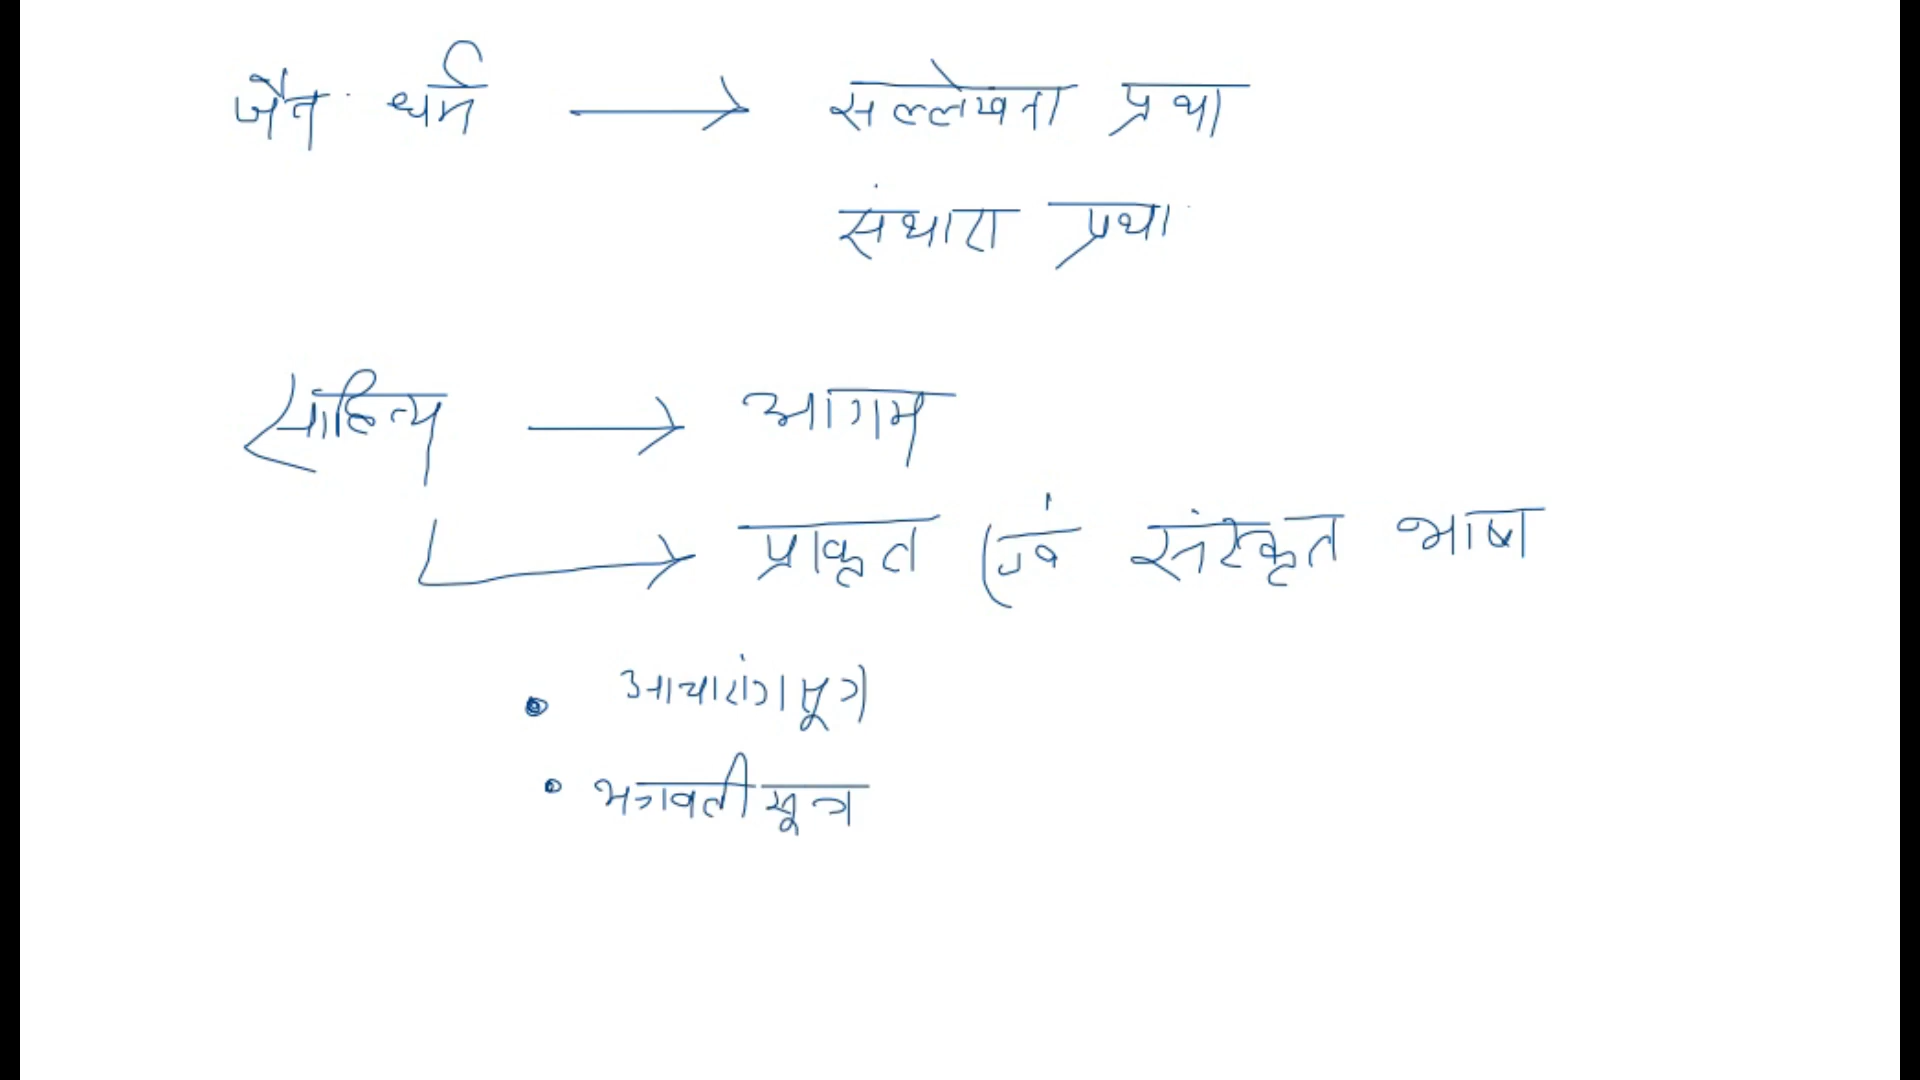 जैन धर्म → सल्लेखना प्रथा
संथारा प्रथा
साहित्य → आगम
→ प्राकृत एवं संस्कृत भाषा
• आचारांग सूत्र
• भगवती सूत्र